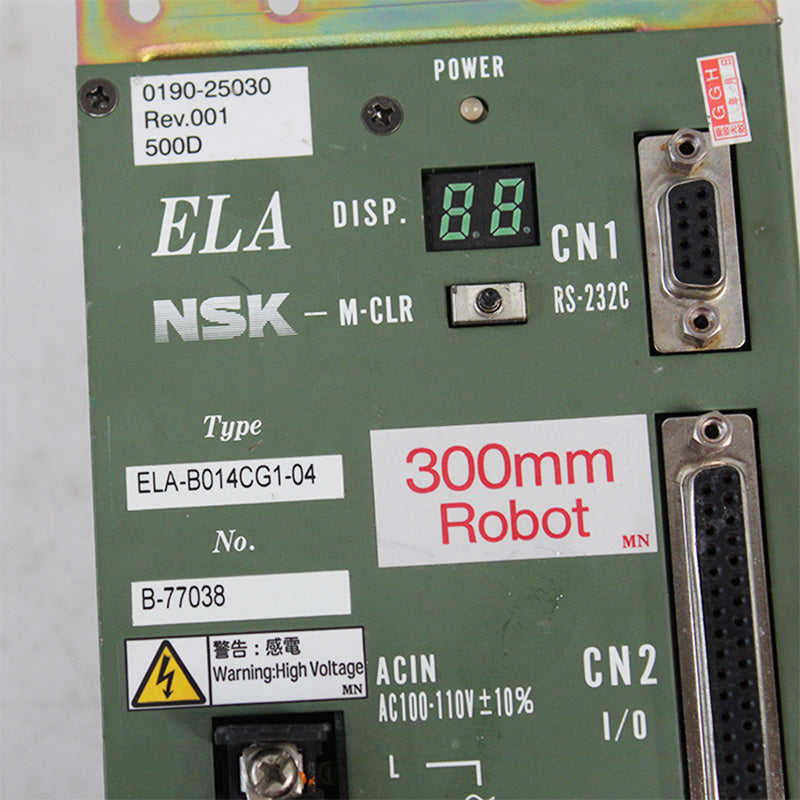 0190-25030
Rev.001
500D
POWER
GGH
ELA
DISP.
88
CN1
NSK
M-CLR
RS-232C
Type
ELA-B014CG1-04
300mm
Robot
MN
No.
B-77038
警告：感電
Warning:High Voltage
MN
ACIN
AC100-110V±10%
CN2
I/O
L